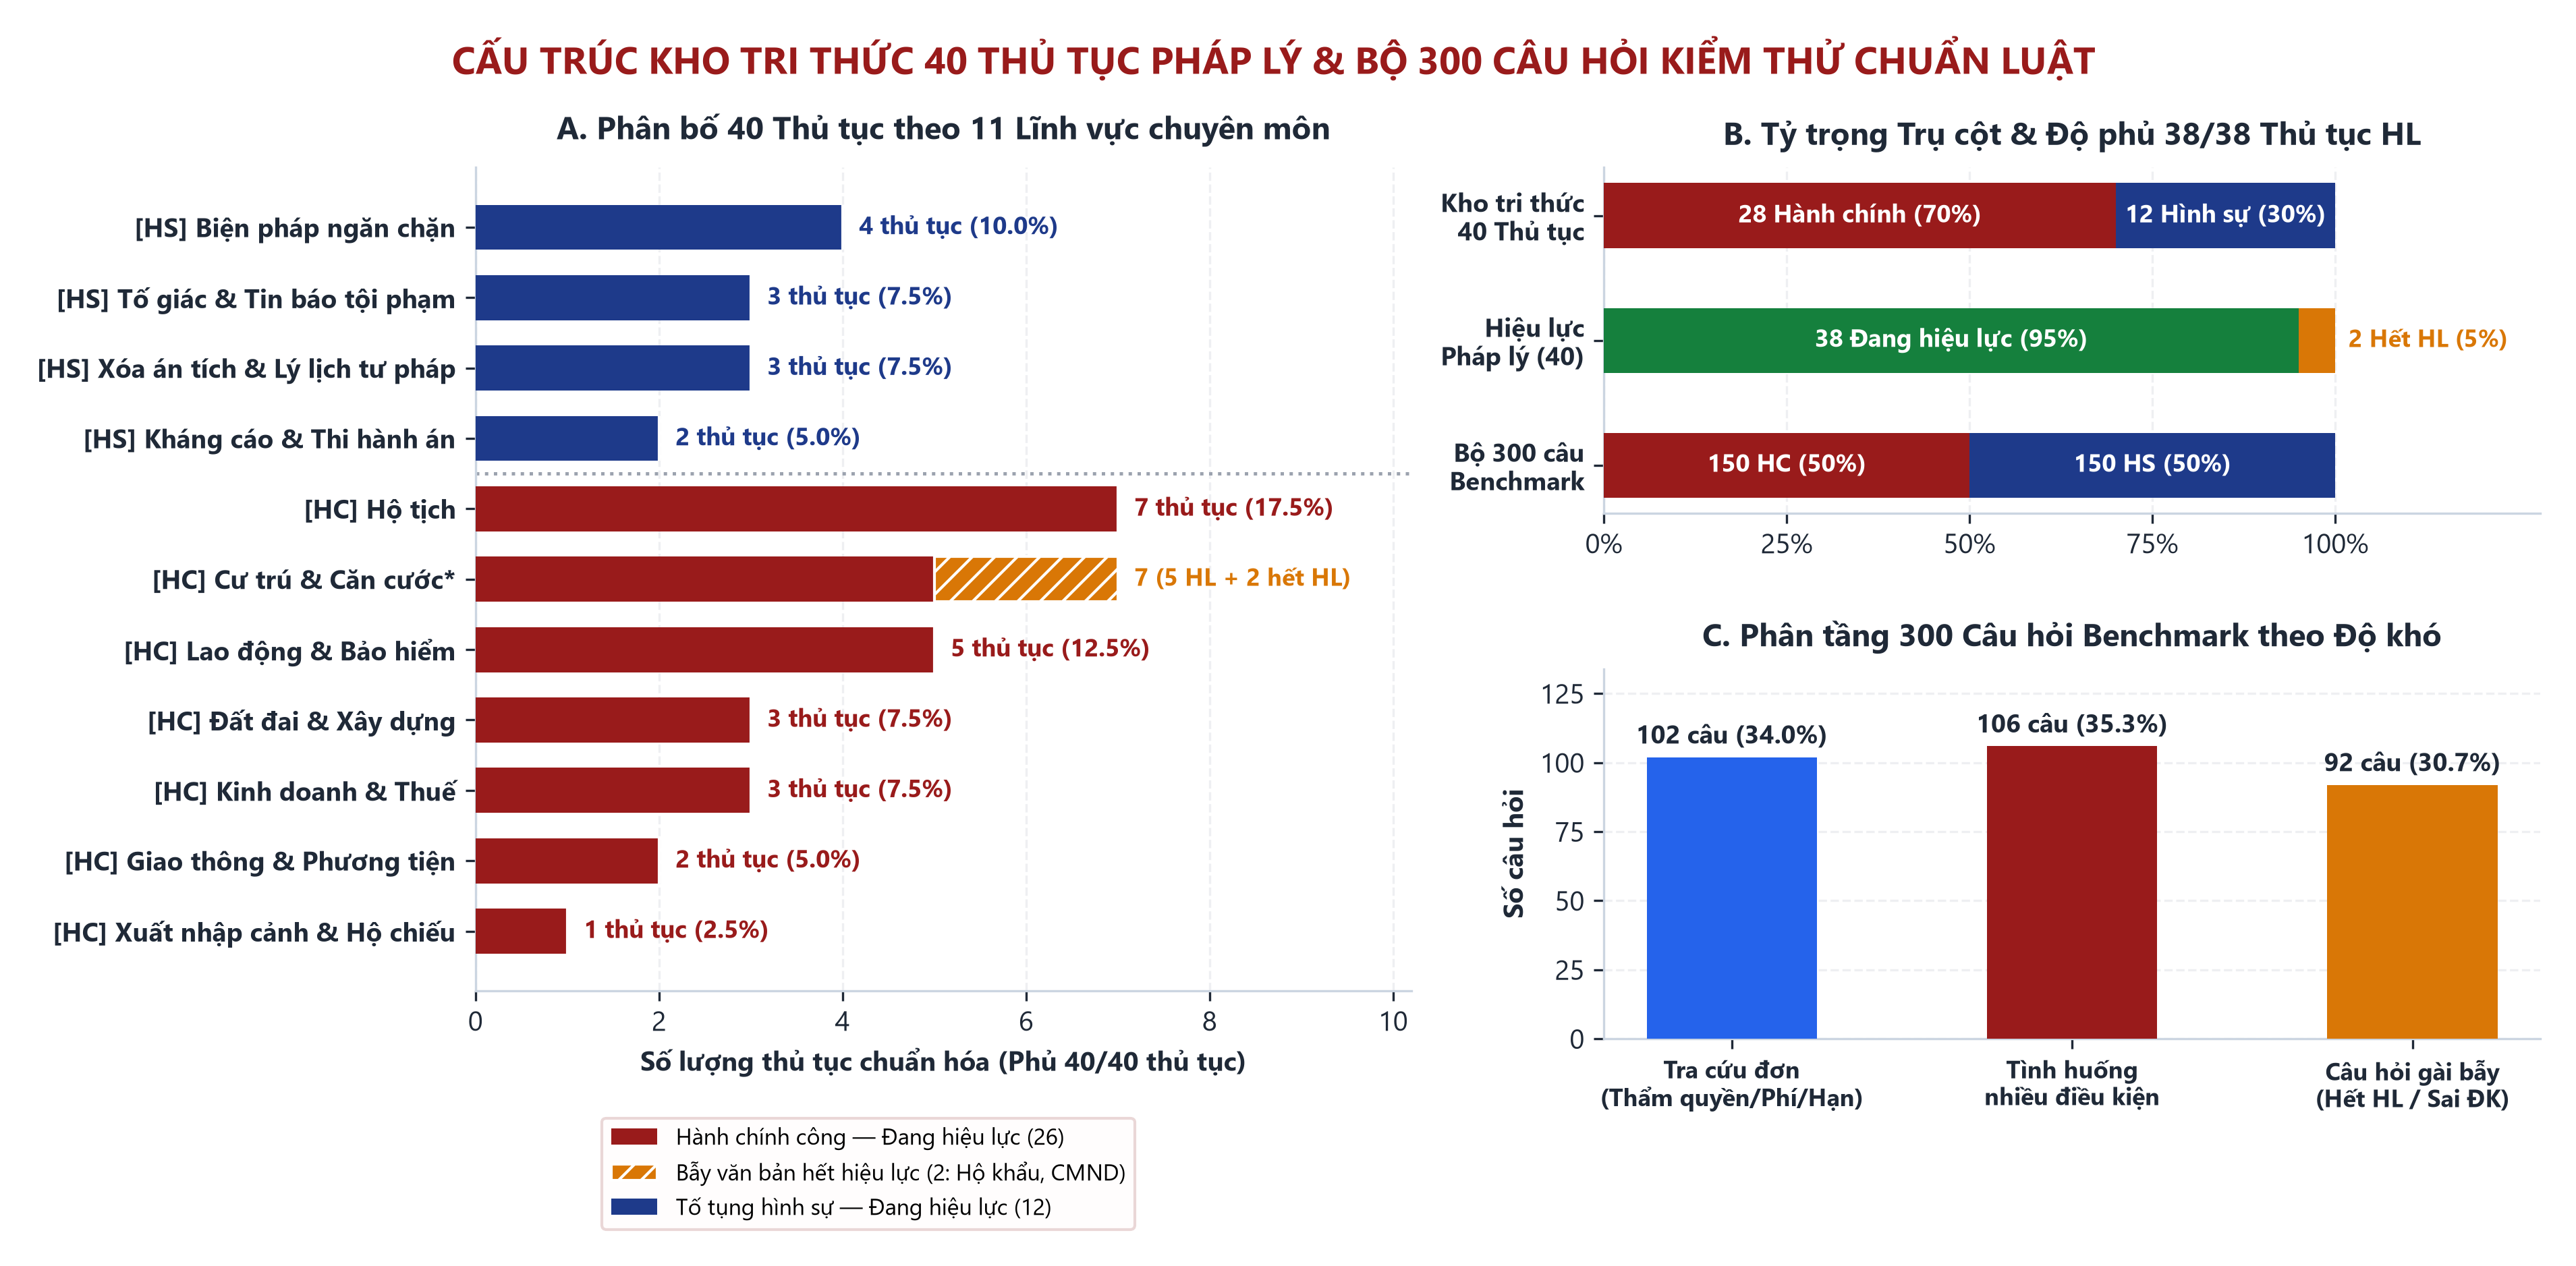 CẤU TRÚC KHO TRI THỨC 40 THỦ TỤC PHÁP LÝ & BỘ 300 CÂU HỎI KIỂM THỬ CHUẨN LUẬT
A. Phân bố 40 Thủ tục theo 11 Lĩnh vực chuyên môn
[HS] Biện pháp ngăn chặn
4 thủ tục (10.0%)
[HS] Tố giác & Tin báo tội phạm
3 thủ tục (7.5%)
[HS] Xóa án tích & Lý lịch tư pháp
3 thủ tục (7.5%)
[HS] Kháng cáo & Thi hành án
2 thủ tục (5.0%)
[HC] Hộ tịch
7 thủ tục (17.5%)
[HC] Cư trú & Căn cước*
7 (5 HL + 2 hết HL)
[HC] Lao động & Bảo hiểm
5 thủ tục (12.5%)
[HC] Đất đai & Xây dựng
3 thủ tục (7.5%)
[HC] Kinh doanh & Thuế
3 thủ tục (7.5%)
[HC] Giao thông & Phương tiện
2 thủ tục (5.0%)
[HC] Xuất nhập cảnh & Hộ chiếu
1 thủ tục (2.5%)
0 2 4 6 8 10
Số lượng thủ tục chuẩn hóa (Phủ 40/40 thủ tục)
Hành chính công — Đang hiệu lực (26)
Bẫy văn bản hết hiệu lực (2: Hộ khẩu, CMND)
Tố tụng hình sự — Đang hiệu lực (12)
B. Tỷ trọng Trụ cột & Độ phủ 38/38 Thủ tục HL
Kho tri thức
40 Thủ tục
28 Hành chính (70%)
12 Hình sự (30%)
Hiệu lực
Pháp lý (40)
38 Đang hiệu lực (95%)
2 Hết HL (5%)
Bộ 300 câu
Benchmark
150 HC (50%)
150 HS (50%)
0% 25% 50% 75% 100%
C. Phân tầng 300 Câu hỏi Benchmark theo Độ khó
Số câu hỏi
125
100
75
50
25
0
102 câu (34.0%)
106 câu (35.3%)
92 câu (30.7%)
Tra cứu đơn
(Thẩm quyền/Phí/Hạn)
Tình huống
nhiều điều kiện
Câu hỏi gài bẫy
(Hết HL / Sai ĐK)